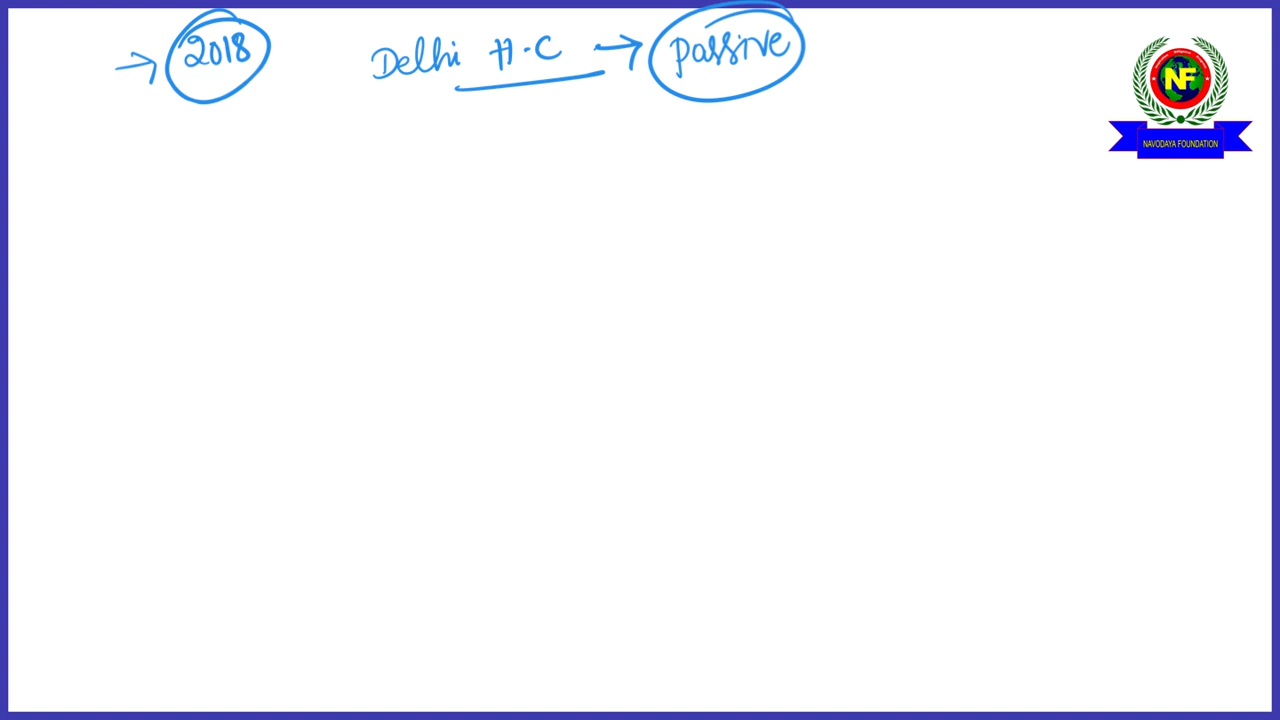 → 2018 Delhi H.C → Passive
NF
NAVODAYA FOUNDATION